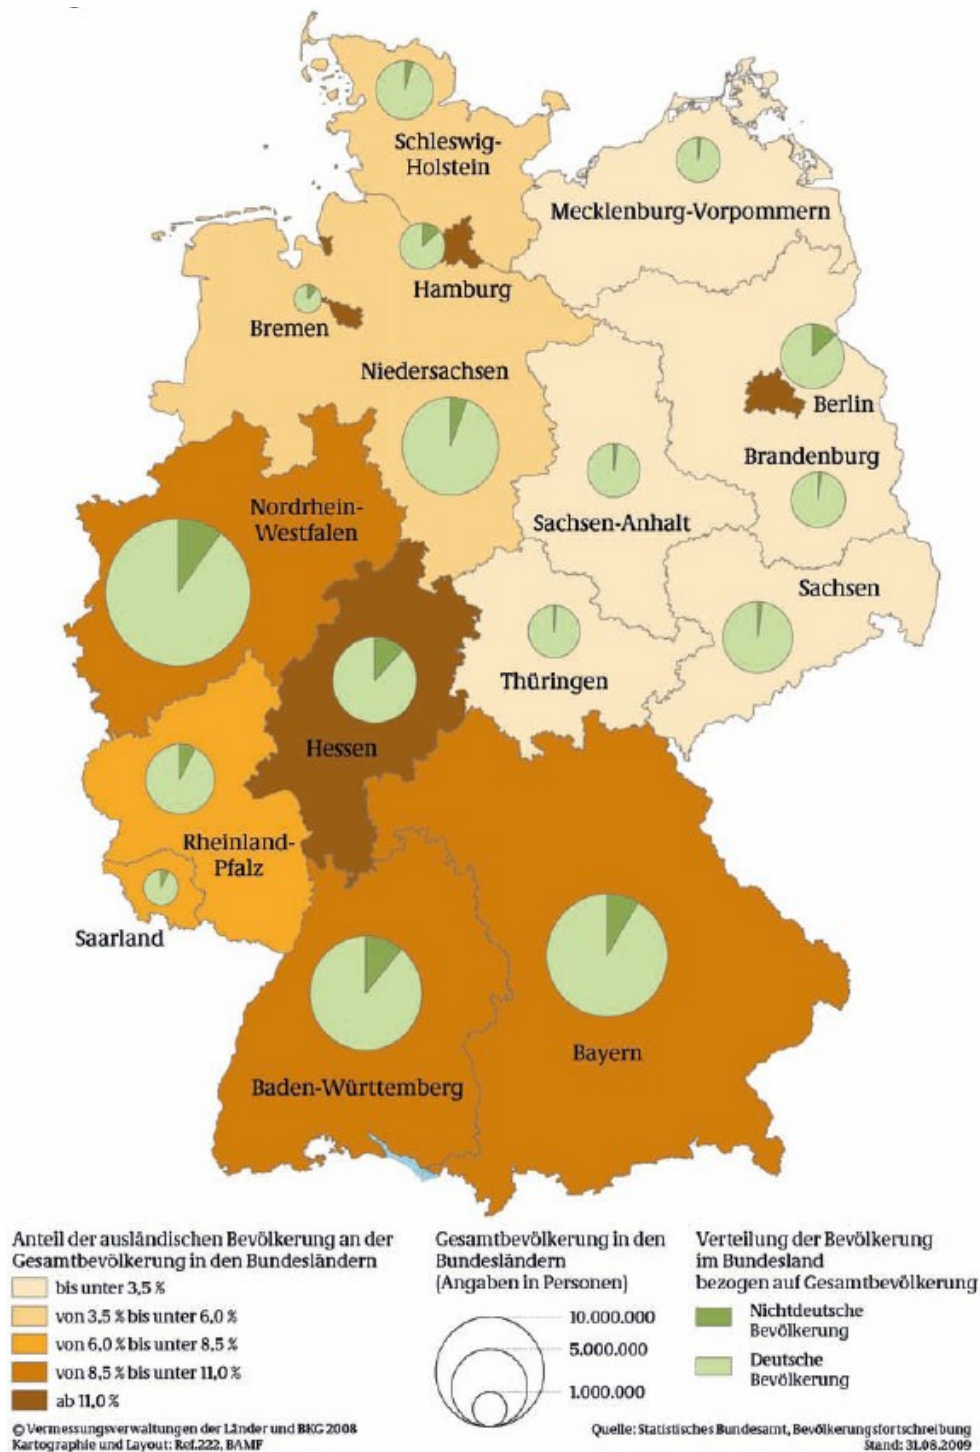 Schleswig-
Holstein
Mecklenburg-Vorpommern
Hamburg
Bremen
Niedersachsen
Berlin
Brandenburg
Nordrhein-
Westfalen
Sachsen-Anhalt
Sachsen
Thüringen
Hessen
Rheinland-
Pfalz
Saarland
Bayern
Baden-Württemberg
Anteil der ausländischen Bevölkerung an der
Gesamtbevölkerung in den Bundesländern
bis unter 3,5 %
von 3,5 % bis unter 6,0 %
von 6,0 % bis unter 8,5 %
von 8,5 % bis unter 11,0 %
ab 11,0 %
Gesamtbevölkerung in den
Bundesländern
(Angaben in Personen)
10.000.000
5.000.000
1.000.000
Verteilung der Bevölkerung
im Bundesland
bezogen auf Gesamtbevölkerung
Nichtdeutsche
Bevölkerung
Deutsche
Bevölkerung
© Vermessungsverwaltungen der Länder und BKG 2008
Kartographie und Layout: Ref.222, BAMF
Quelle: Statistisches Bundesamt, Bevölkerungsfortschreibung
Stand: 31.08.2009